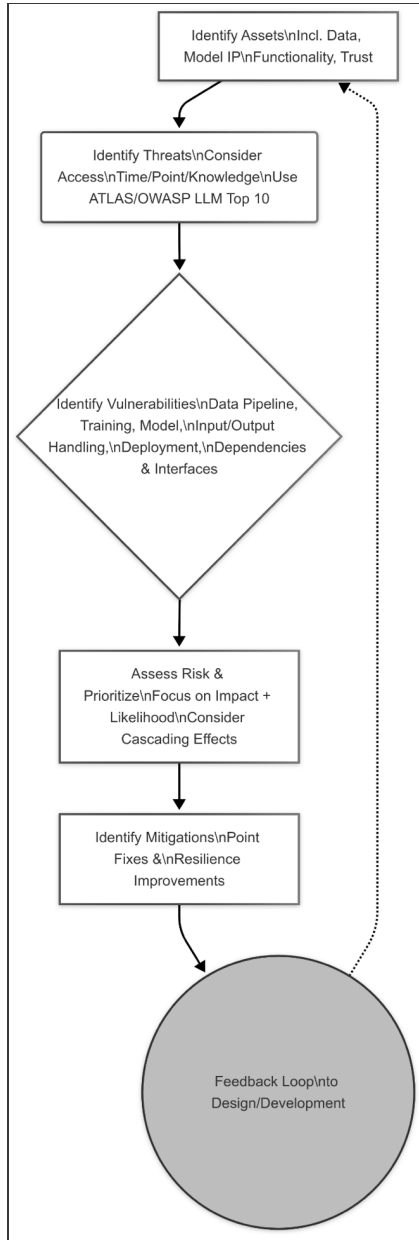 Identify Assets\nIncl. Data,
Model IP\nFunctionality, Trust
Identify Threats\nConsider
Access\nTime/Point/Knowledge\nUse
ATLAS/OWASP LLM Top 10
Identify Vulnerabilities\nData Pipeline,
Training, Model,\nInput/Output
Handling,\nDeployment,\nDependencies
& Interfaces
Assess Risk &
Prioritize\nFocus on Impact +
Likelihood\nConsider
Cascading Effects
Identify Mitigations\nPoint
Fixes &\nResilience
Improvements
Feedback Loop\nto
Design/Development